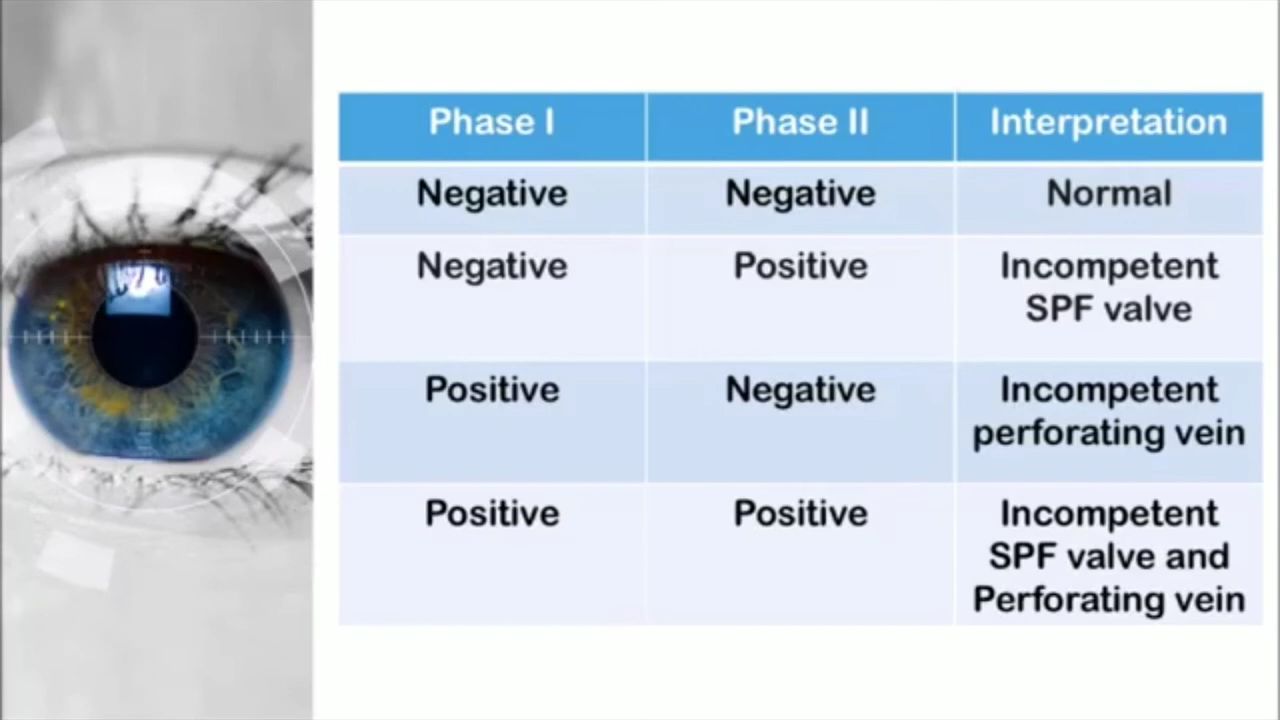 Phase I Phase II Interpretation
Negative Negative Normal
Negative Positive Incompetent
SPF valve
Positive Negative Incompetent
perforating vein
Positive Positive Incompetent
SPF valve and
Perforating vein